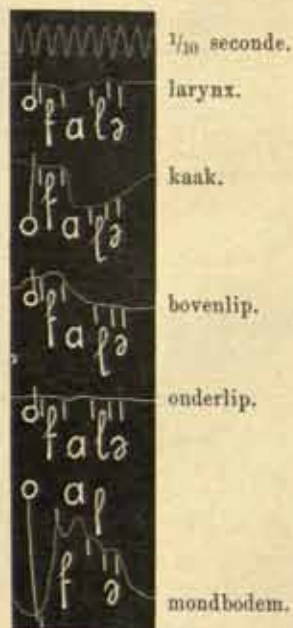 1/10 seconde.
larynx.
o f a l ə
kaak.
o f a l ə
bovenlip.
o f a l ə
onderlip.
o f a l ə
o a l
f ə
mondbodem.